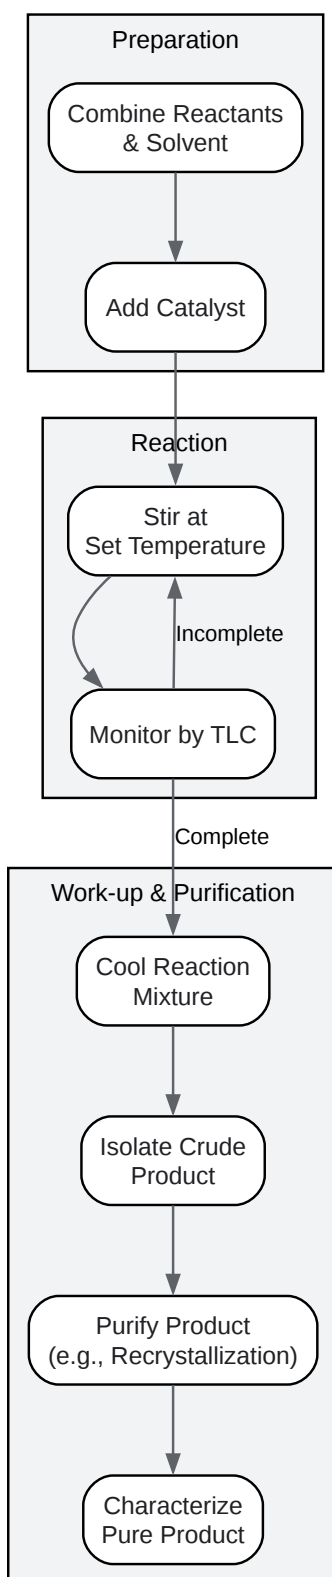 Preparation
Combine Reactants
& Solvent
Add Catalyst
Reaction
Stir at
Set Temperature
Incomplete
Monitor by TLC
Complete
Work-up & Purification
Cool Reaction
Mixture
Isolate Crude
Product
Purify Product
(e.g., Recrystallization)
Characterize
Pure Product